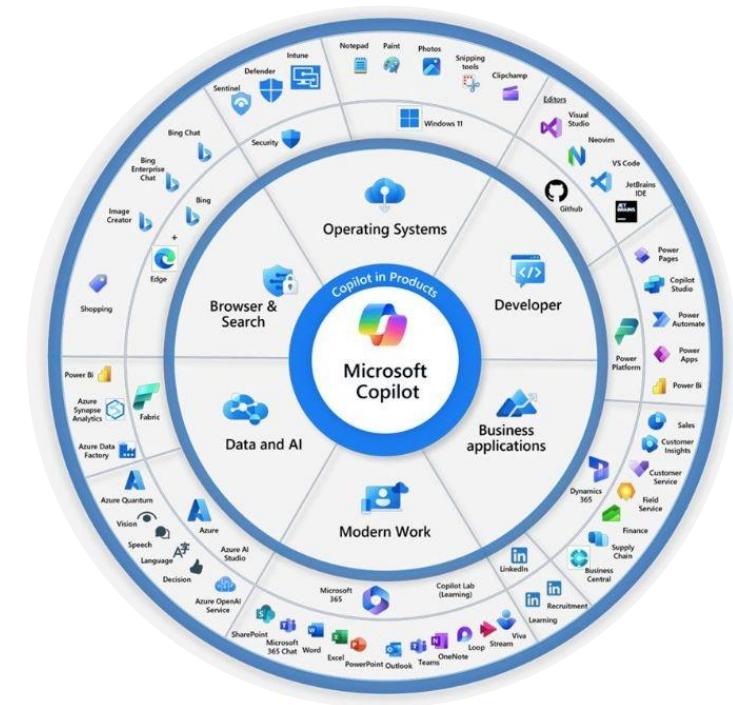 Notepad
Paint
Photos
Snipping
tools
Clipchamp
Windows 11
Intune
Defender
Sentinel
Security
Bing Chat
Bing
Enterprise
Chat
Image
Creator
Bing
+
Edge
Shopping
Editors
Visual
Studio
Neovim
VS Code
JetBrains
IDE
JET
BRAINS
Github
Operating Systems
Browser &
Search
Developer
Copilot in Products
Microsoft
Copilot
Data and AI
Business
applications
Modern Work
Power
Pages
Copilot
Studio
Power
Automate
Power
Apps
Power BI
Power
Platform
Sales
Customer
Insights
Customer
Service
Field
Service
Finance
Supply
Chain
Business
Central
Dynamics
365
Power Bi
Azure
Synapse
Analytics
Azure Data
Factory
Fabric
Azure Quantum
Vision
Speech
Language
Decision
Azure OpenAI
Service
Azure
Azure AI
Studio
Microsoft
365
Copilot Lab
(Learning)
LinkedIn
Recruitment
Learning
SharePoint
Microsoft
365 Chat
Word
Excel
PowerPoint
Outlook
Teams
OneNote
Loop
Stream
Viva